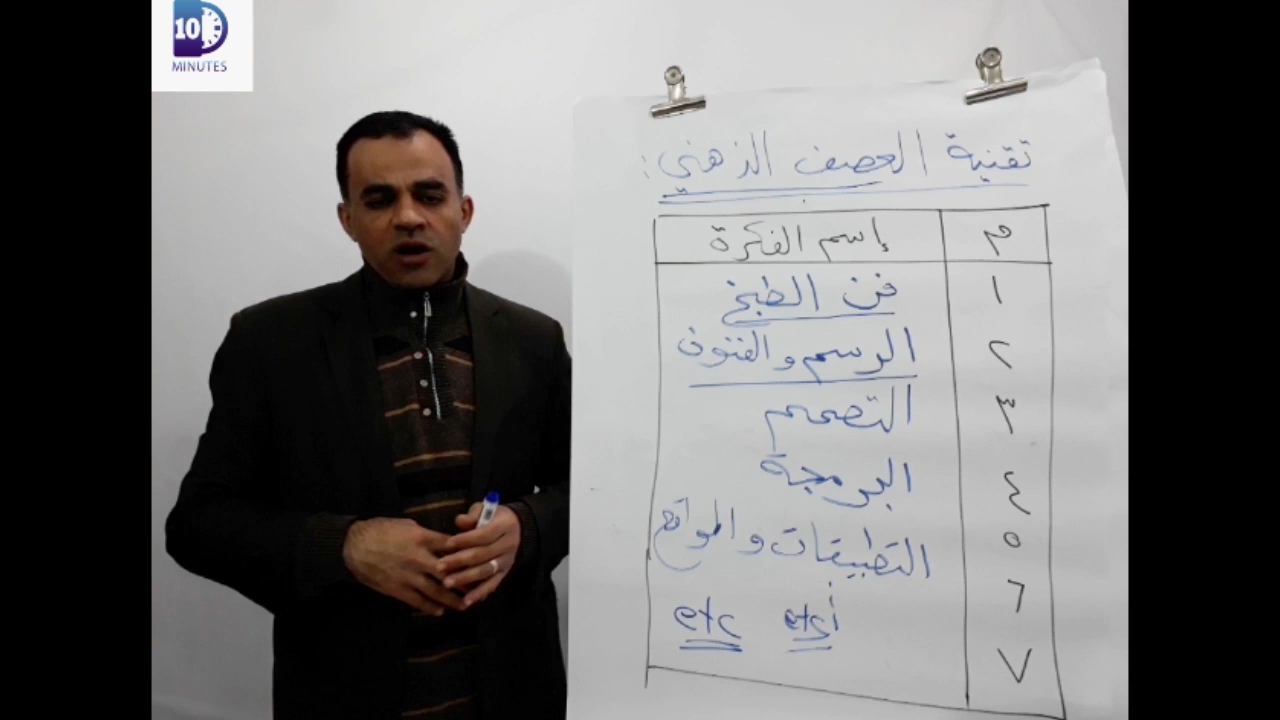 10
MINUTES
تقنية العصف الذهني:
م إسم الفكرة
١ فن الطبخ
٢ الرسم والفنون
٣ التصميم
٤ البرمجة
٥ التطبيقات والمواقع
٦ etc etc
٧